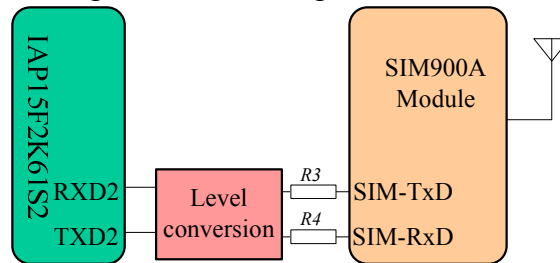 IAP15F2K61S2
RXD2
TXD2
Level
conversion
R3
R4
SIM900A
Module
SIM-TxD
SIM-RxD